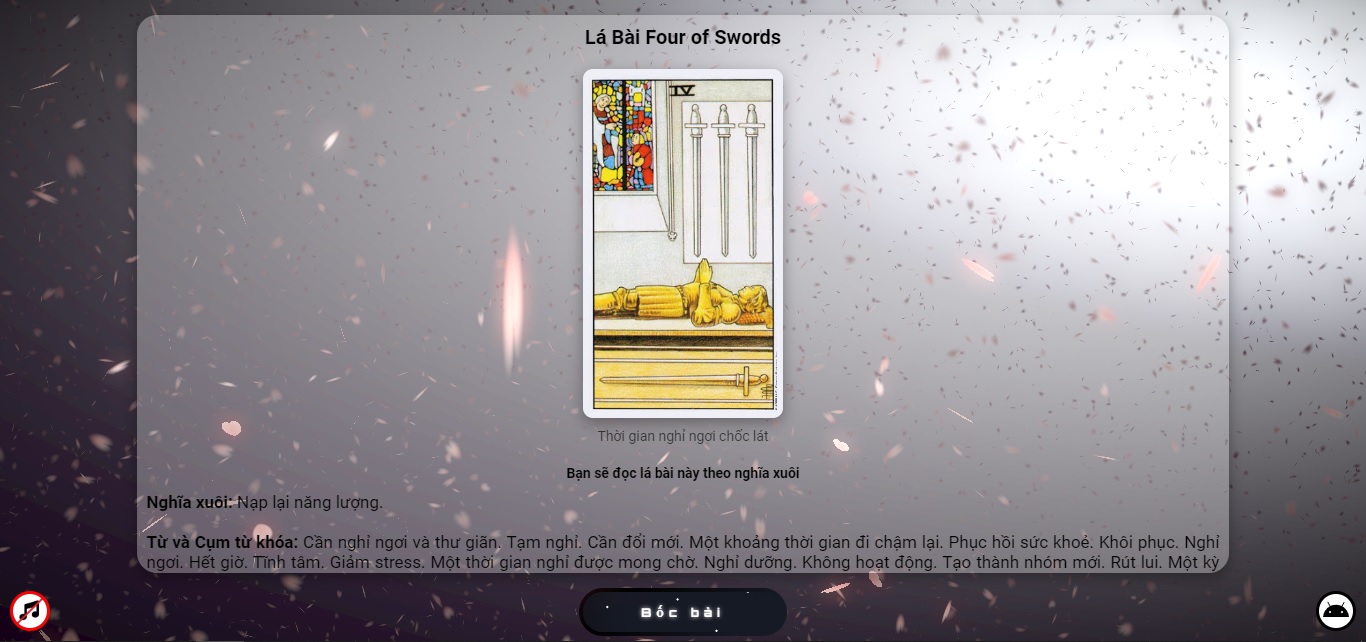 Lá Bài Four of Swords
IV
Thời gian nghỉ ngơi chốc lát
Bạn sẽ đọc lá bài này theo nghĩa xuôi
Nghĩa xuôi: Nạp lại năng lượng.
Từ và Cụm từ khóa: Cần nghỉ ngơi và thư giãn. Tạm nghỉ. Cần đổi mới. Một khoảng thời gian đi chậm lại. Phục hồi sức khoẻ. Khôi phục. Nghỉ
ngơi. Hết giờ. Tĩnh tâm. Giảm stress. Một thời gian nghỉ được mong chờ. Nghỉ dưỡng. Không hoạt động. Tạo thành nhóm mới. Rút lui. Một kỳ
Bốc bài